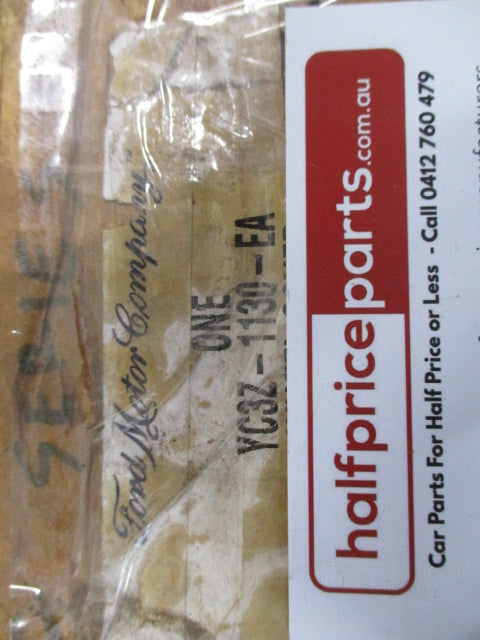 SERIES
Ford Motor Company
ONE
YC3Z-1130-EA
halfpriceparts.com.au
Car Parts For Half Price or Less - Call 0412 760 479